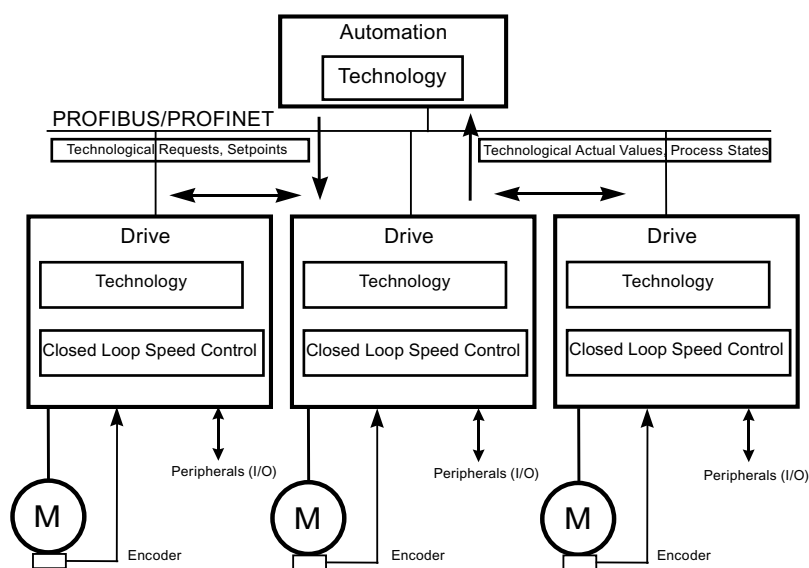 Automation
Technology
PROFIBUS/PROFINET
Technological Requests, Setpoints
Technological Actual Values, Process States
Drive
Drive
Drive
Technology
Technology
Technology
Closed Loop Speed Control
Closed Loop Speed Control
Closed Loop Speed Control
Peripherals (I/O)
Peripherals (I/O)
Peripherals (I/O)
M
M
M
Encoder
Encoder
Encoder